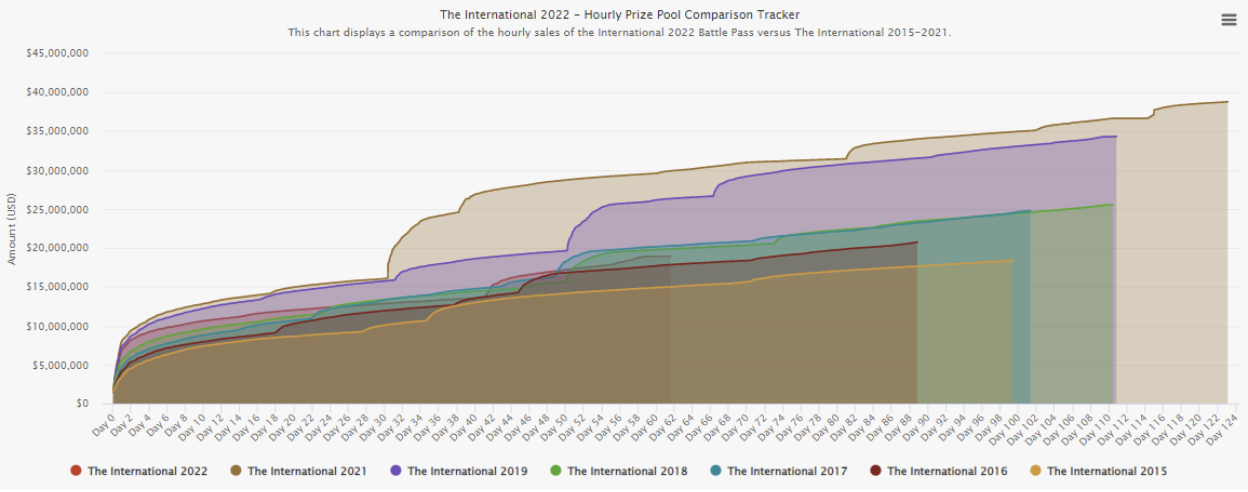 The International 2022 - Hourly Prize Pool Comparison Tracker
This chart displays a comparison of the hourly sales of the International 2022 Battle Pass versus The International 2015-2021.
$45,000,000
$40,000,000
$35,000,000
$30,000,000
$25,000,000
$20,000,000
$15,000,000
$10,000,000
$5,000,000
$0
Amount (USD)
Day 0
Day 2
Day 4
Day 6
Day 8
Day 10
Day 12
Day 14
Day 16
Day 18
Day 20
Day 22
Day 24
Day 26
Day 28
Day 30
Day 32
Day 34
Day 36
Day 38
Day 40
Day 42
Day 44
Day 46
Day 48
Day 50
Day 52
Day 54
Day 56
Day 58
Day 60
Day 62
Day 64
Day 66
Day 68
Day 70
Day 72
Day 74
Day 76
Day 78
Day 80
Day 82
Day 84
Day 86
Day 88
Day 90
Day 92
Day 94
Day 96
Day 98
Day 100
Day 102
Day 104
Day 106
Day 108
Day 110
Day 112
Day 114
Day 116
Day 118
Day 120
Day 122
Day 124
The International 2022
The International 2021
The International 2019
The International 2018
The International 2017
The International 2016
The International 2015